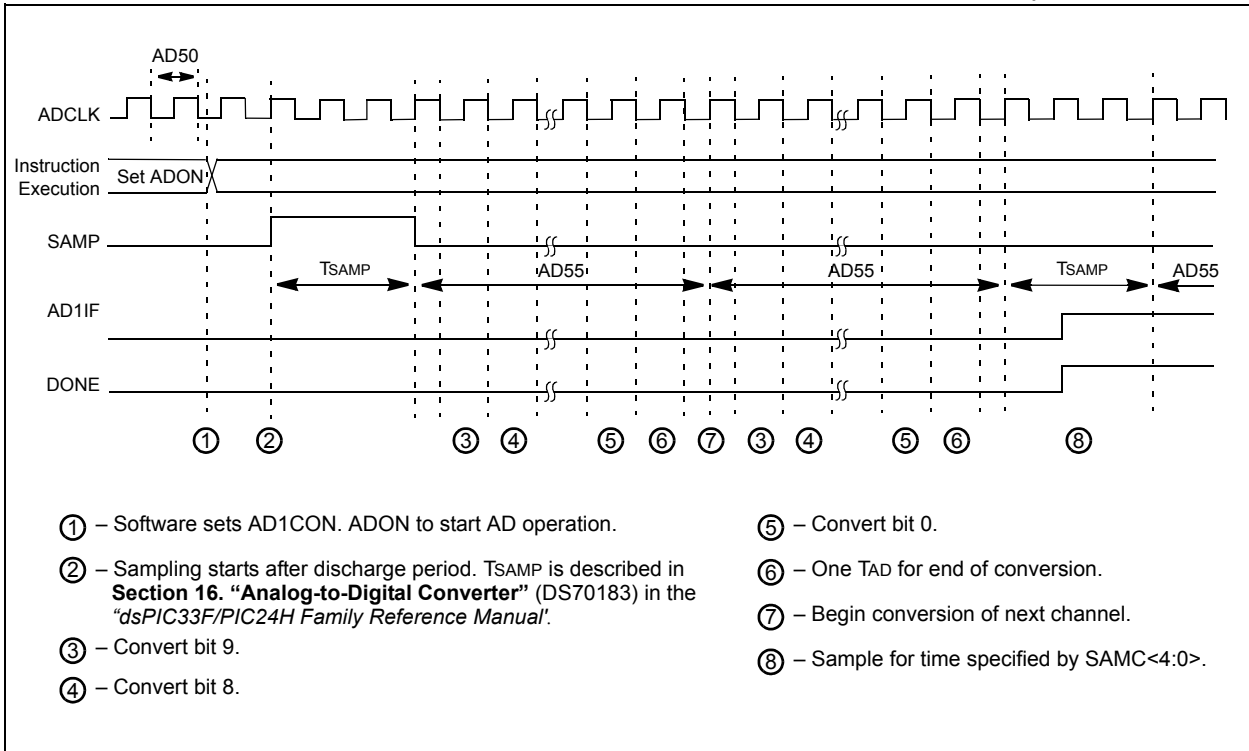 AD50
ADCLK
Instruction
Execution
Set ADON
SAMP
TSAMP
AD55
AD55
TSAMP
AD55
AD1IF
DONE
1 2 3 4 5 6 7 3 4 5 6 8
1 – Software sets AD1CON. ADON to start AD operation.
2 – Sampling starts after discharge period. TSAMP is described in
Section 16. “Analog-to-Digital Converter” (DS70183) in the
“dsPIC33F/PIC24H Family Reference Manual'.
3 – Convert bit 9.
4 – Convert bit 8.
5 – Convert bit 0.
6 – One TAD for end of conversion.
7 – Begin conversion of next channel.
8 – Sample for time specified by SAMC<4:0>.